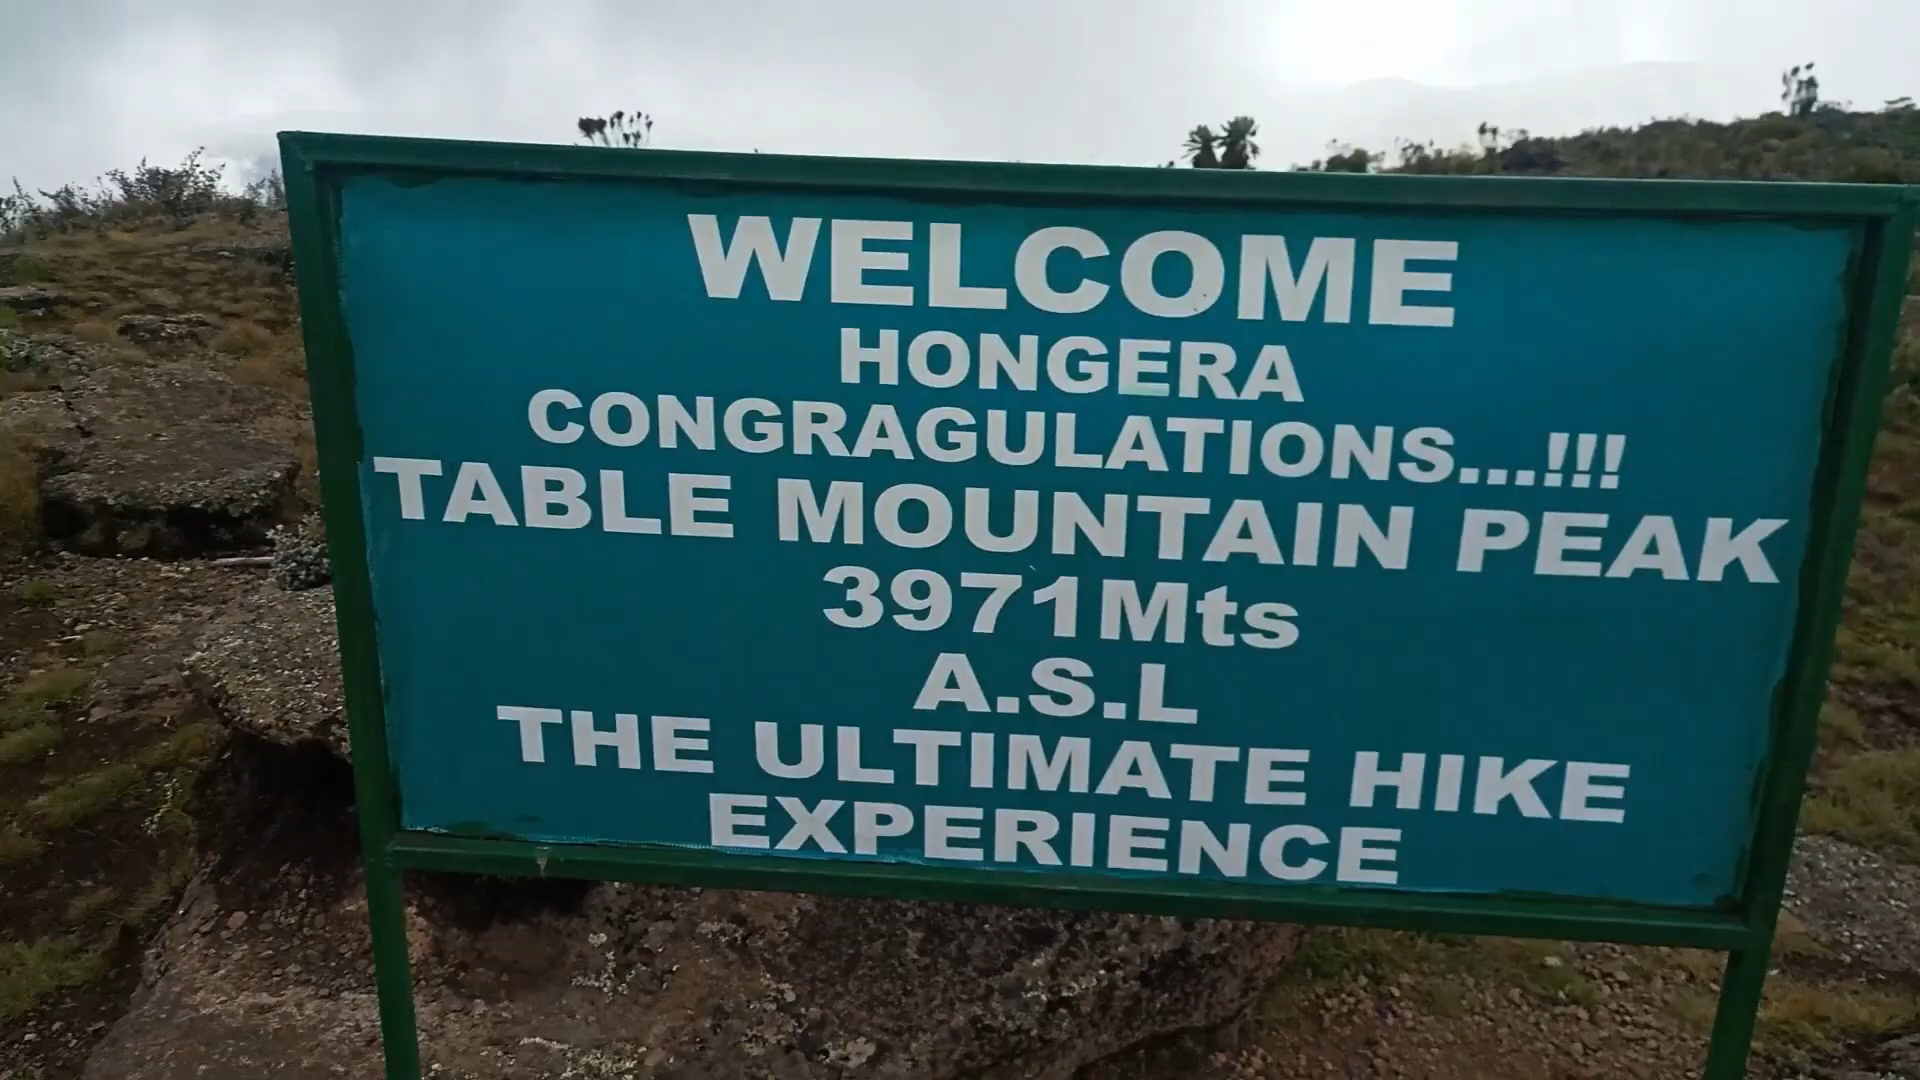 WELCOME
HONGERA
CONGRAGULATIONS...!!!
TABLE MOUNTAIN PEAK
3971Mts
A.S.L
THE ULTIMATE HIKE
EXPERIENCE